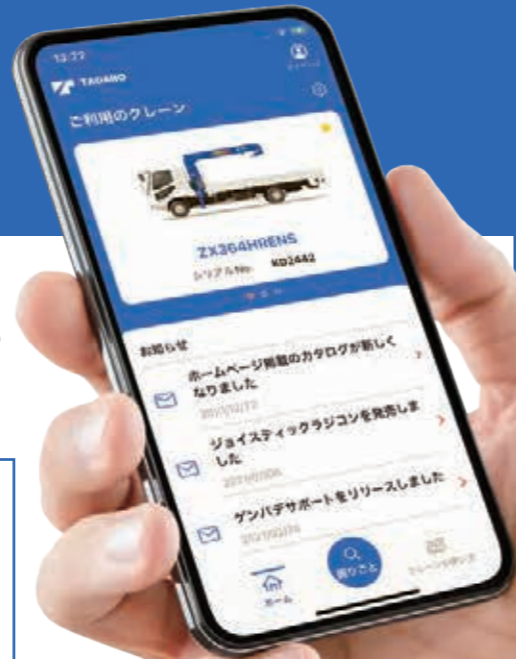 TADANO
ご利用のクレーン
ZX364HRENS
シリアルNo. KD2442
お知らせ
ホームページ掲載のカタログが新しく
なりました
ジョイスティックラジコンを発売しま
した
ゲンバデサポートをリリースしました
困りごと
ホーム